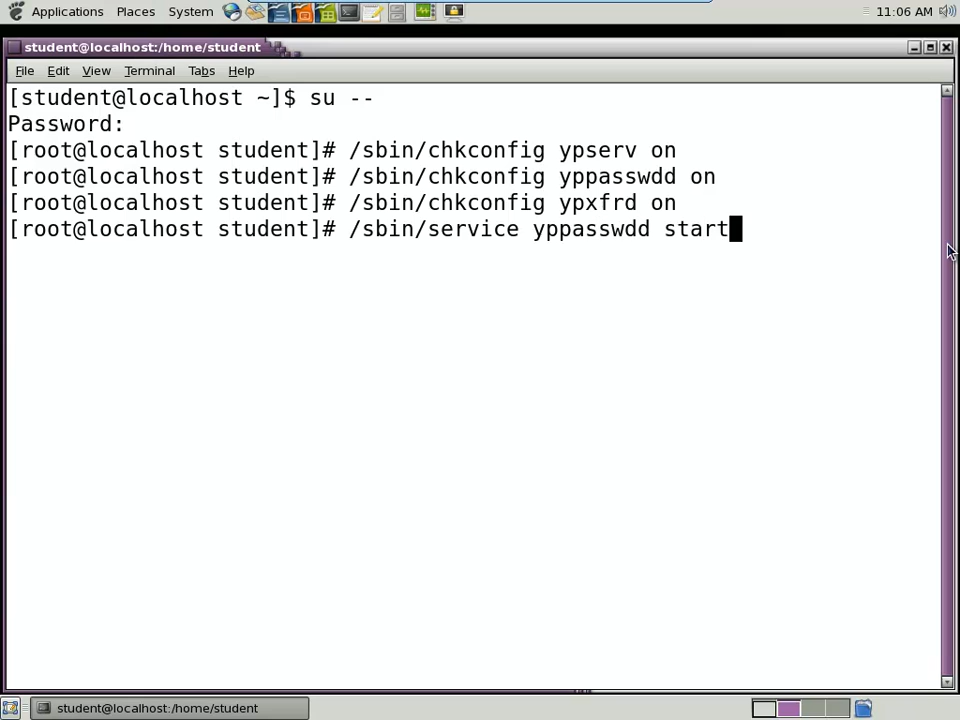 Applications Places System 11:06 AM
student@localhost:/home/student
File Edit View Terminal Tabs Help
[student@localhost ~]$ su --
Password:
[root@localhost student]# /sbin/chkconfig ypserv on
[root@localhost student]# /sbin/chkconfig yppasswdd on
[root@localhost student]# /sbin/chkconfig ypxfrd on
[root@localhost student]# /sbin/service yppasswdd start
student@localhost:/home/student